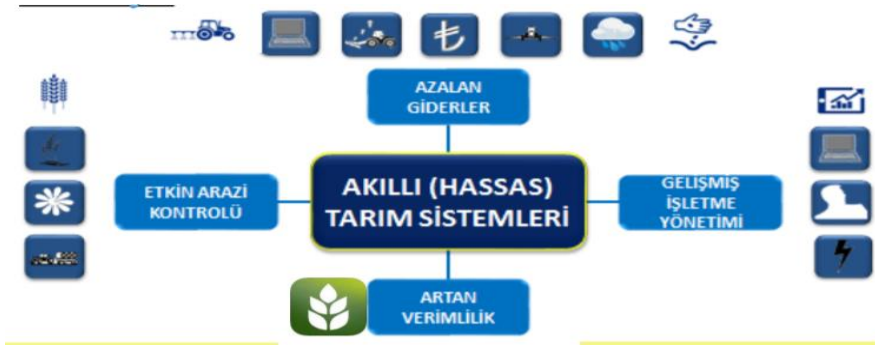 AZALAN
GİDERLER
ETKİN ARAZİ
KONTROLÜ
AKILLI (HASSAS)
TARIM SİSTEMLERİ
GELİŞMİŞ
İŞLETME
YÖNETİMİ
ARTAN
VERİMLİLİK